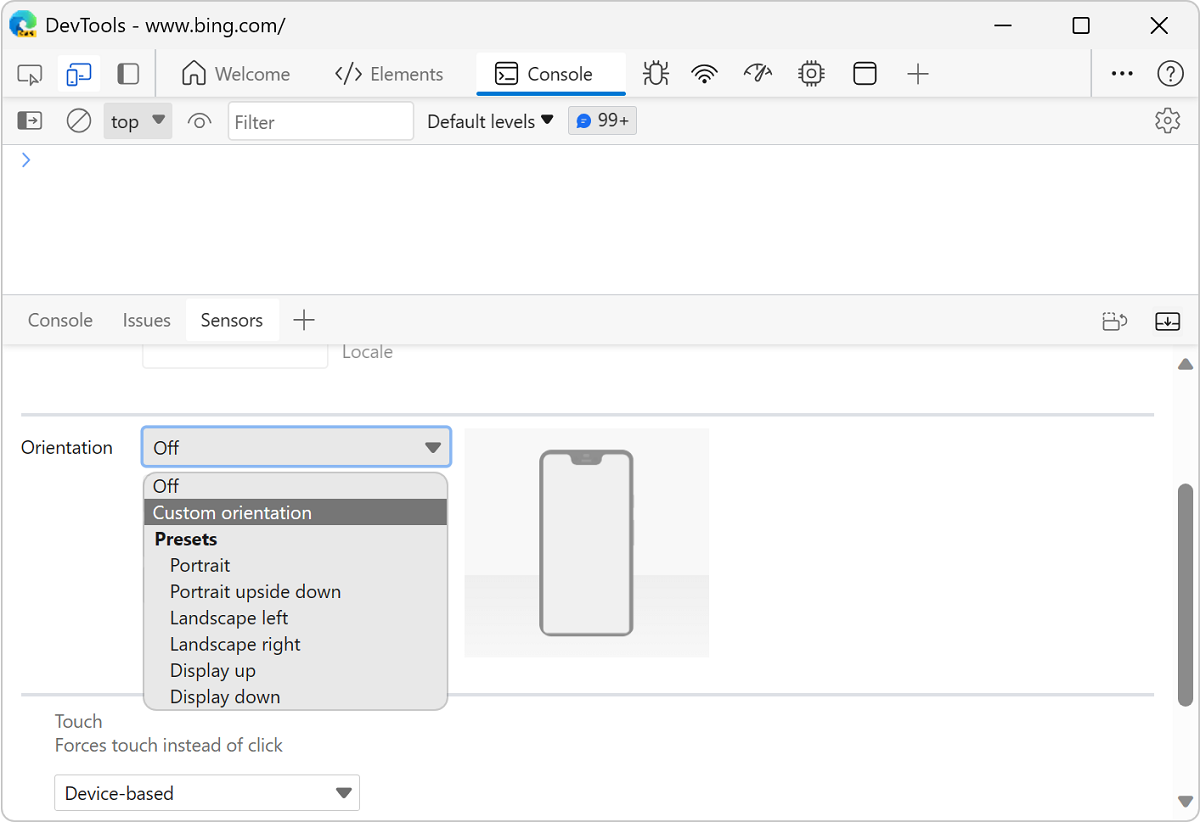 DevTools - www.bing.com/
Welcome
Elements
Console
top
Filter
Default levels
99+
Console
Issues
Sensors
Locale
Orientation
Off
Off
Custom orientation
Presets
Portrait
Portrait upside down
Landscape left
Landscape right
Display up
Display down
Touch
Forces touch instead of click
Device-based